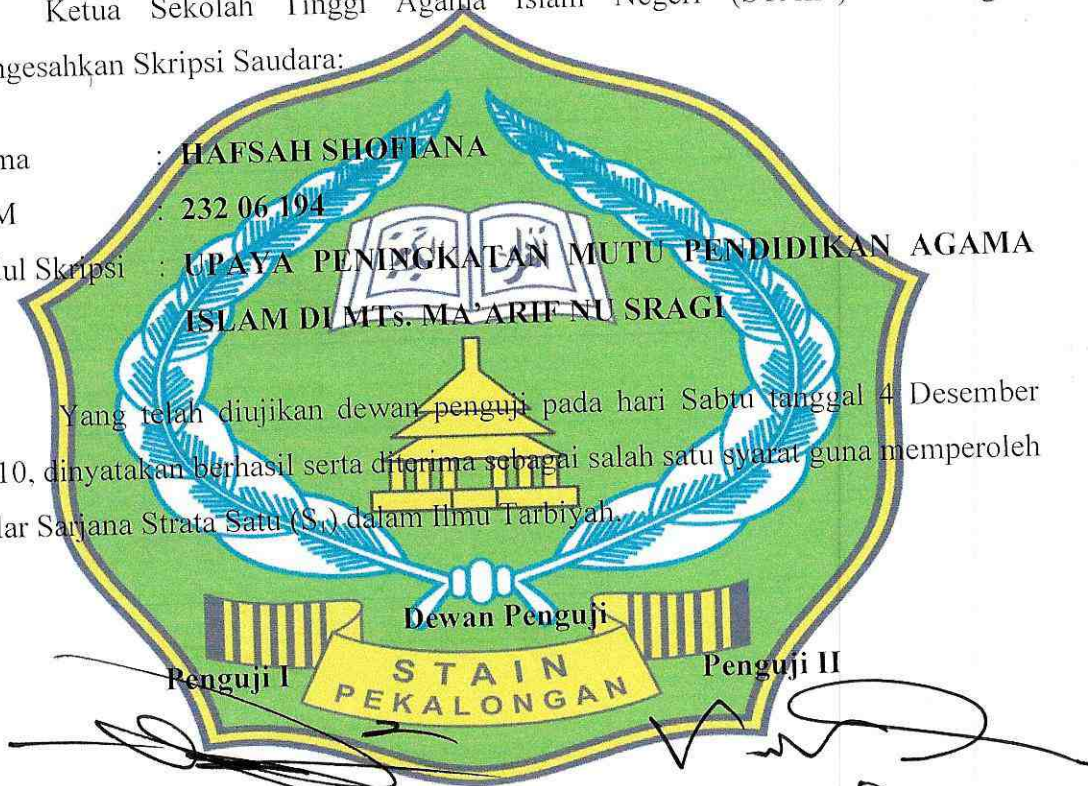 Ketua Sekolah Tinggi Agama Islam Negeri
ngesahkan Skripsi Saudara:
ma : HAFSAH SHOFIANA
M : 232 06 194
ul Skripsi : UPAYA PENINGKATAN MUTU PENDIDIKAN AGAMA
ISLAM DI MTs. MA'ARIF NU SRAGI
Yang telah diujikan dewan penguji pada hari Sabtu tanggal 4 Desember
10, dinyatakan berhasil serta diterima sebagai salah satu syarat guna memperoleh
lar Sarjana Strata Satu (S1) dalam Ilmu Tarbiyah.
Dewan Penguji
Penguji I Penguji II
STAIN
PEKALONGAN